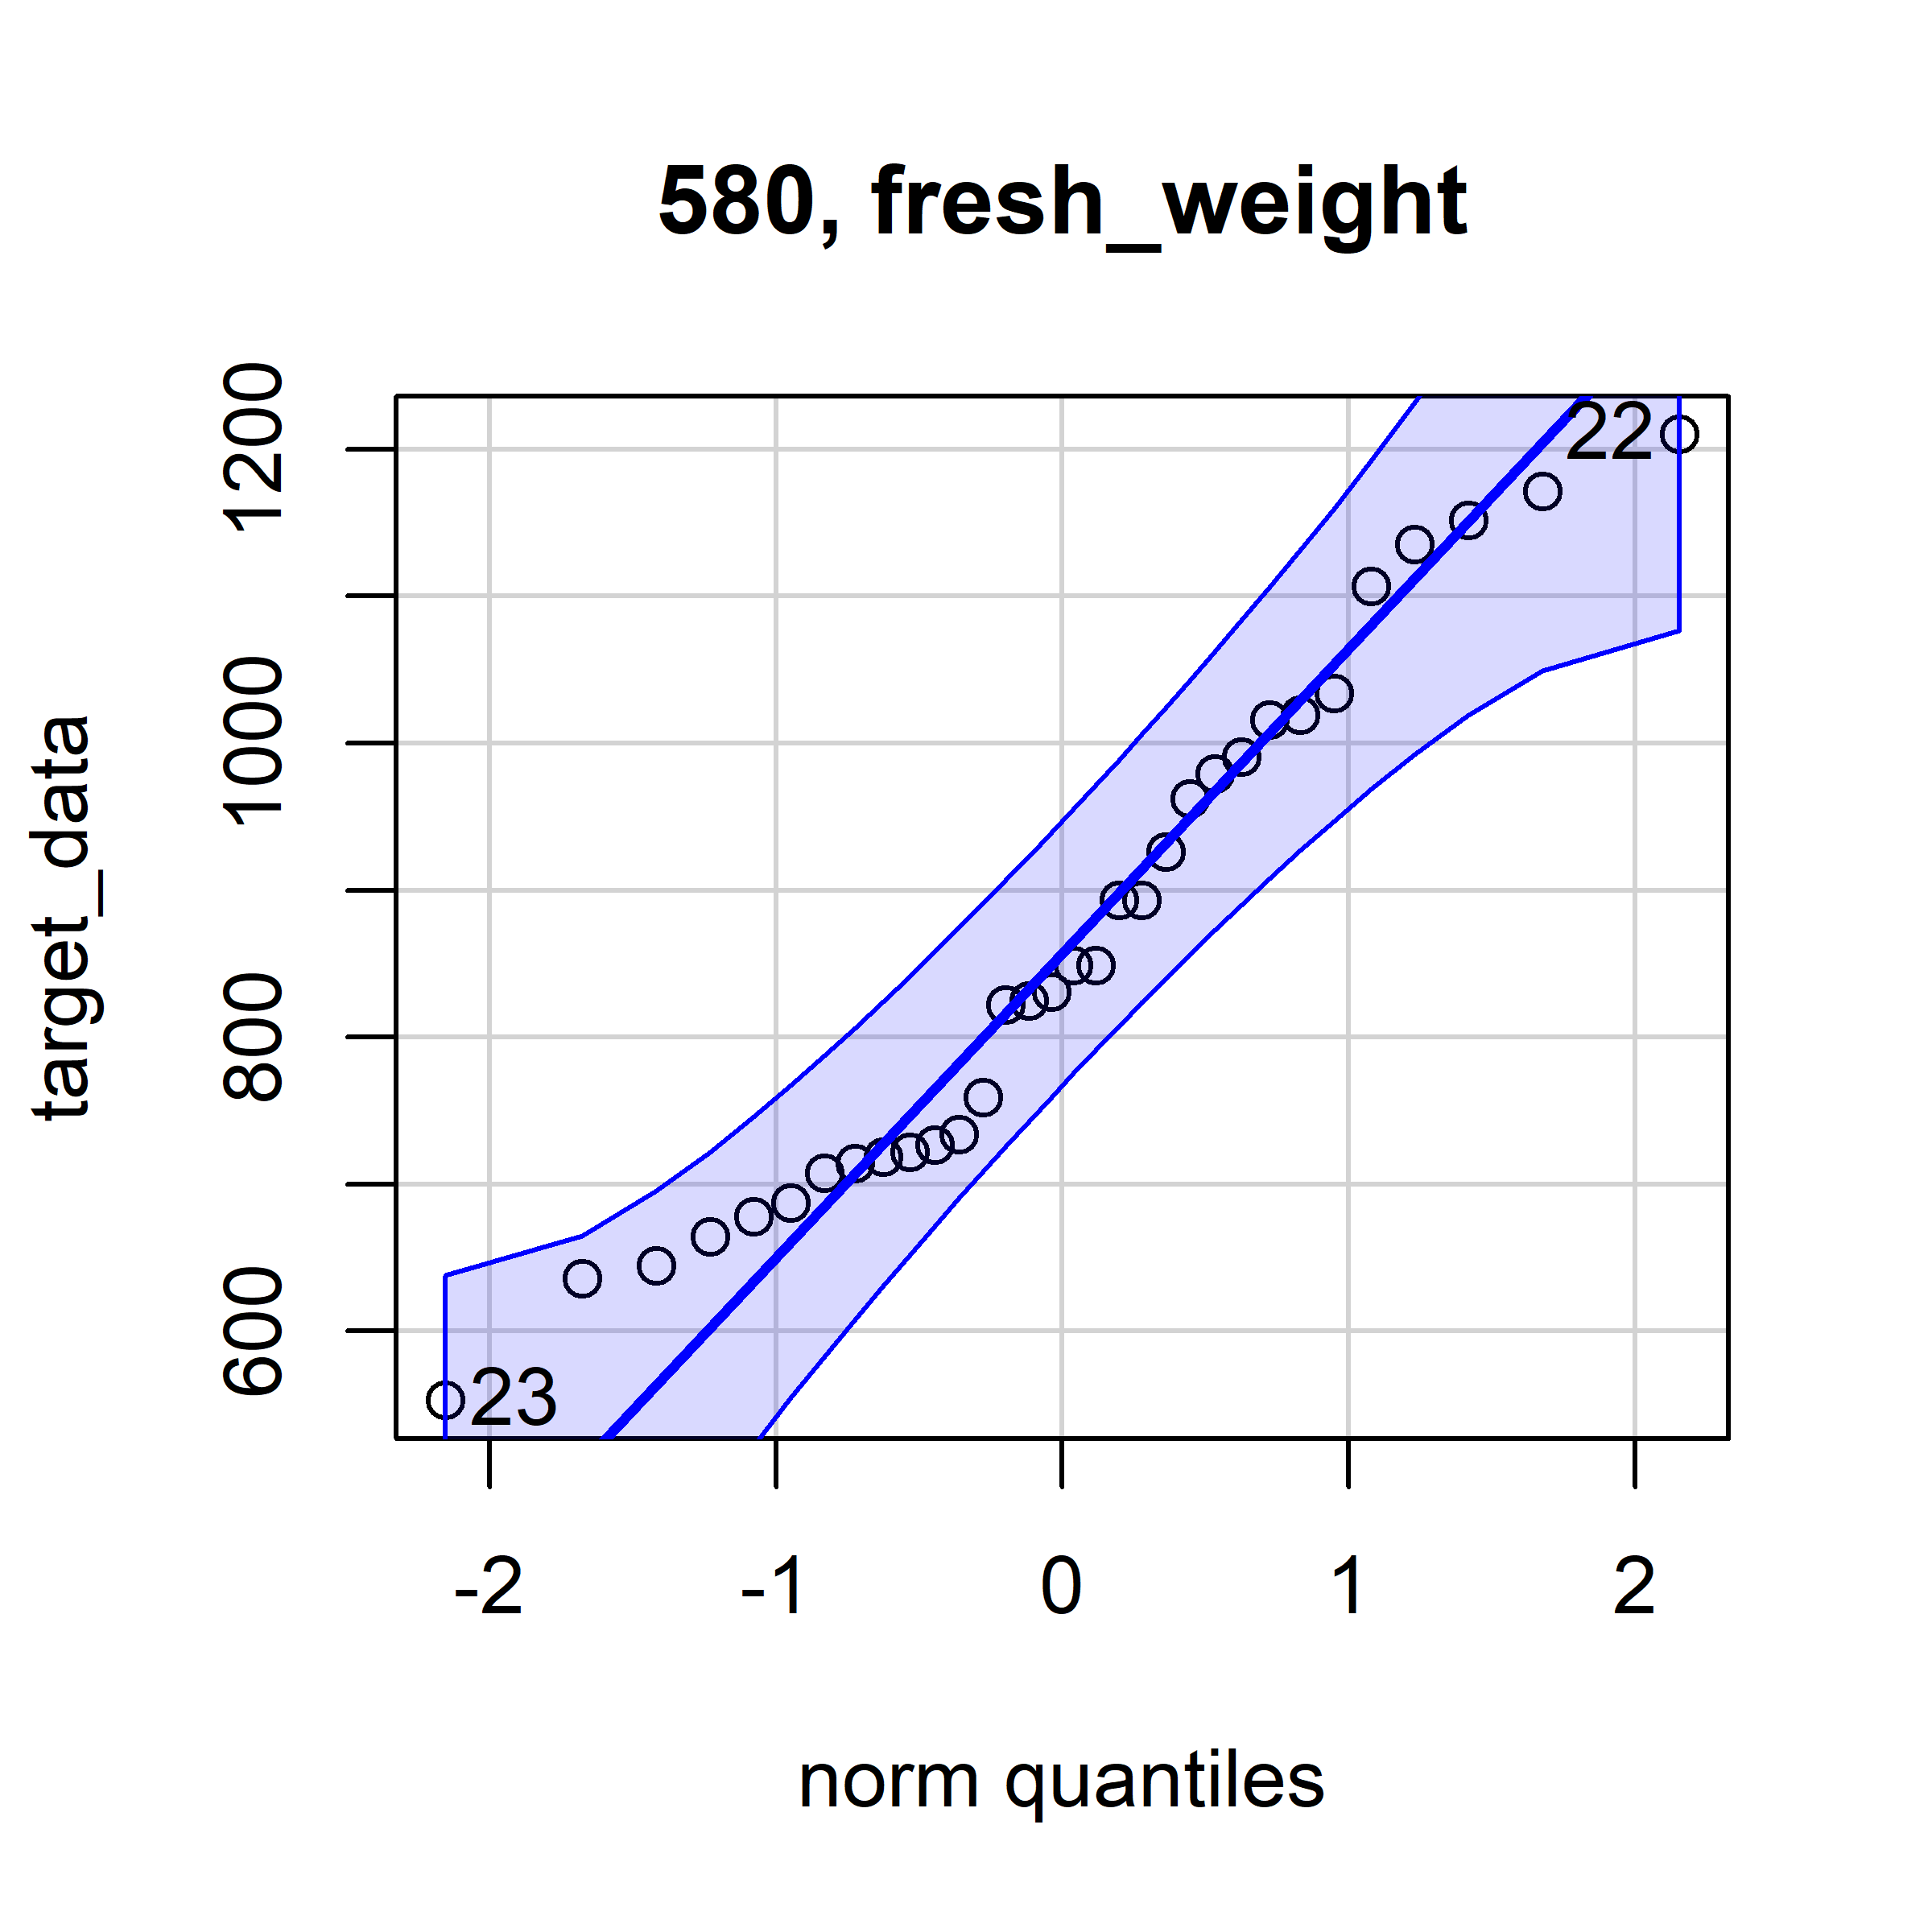 580, fresh_weight
target_data
1200
1000
800
600
22
23
-2 -1 0 1 2
norm quantiles